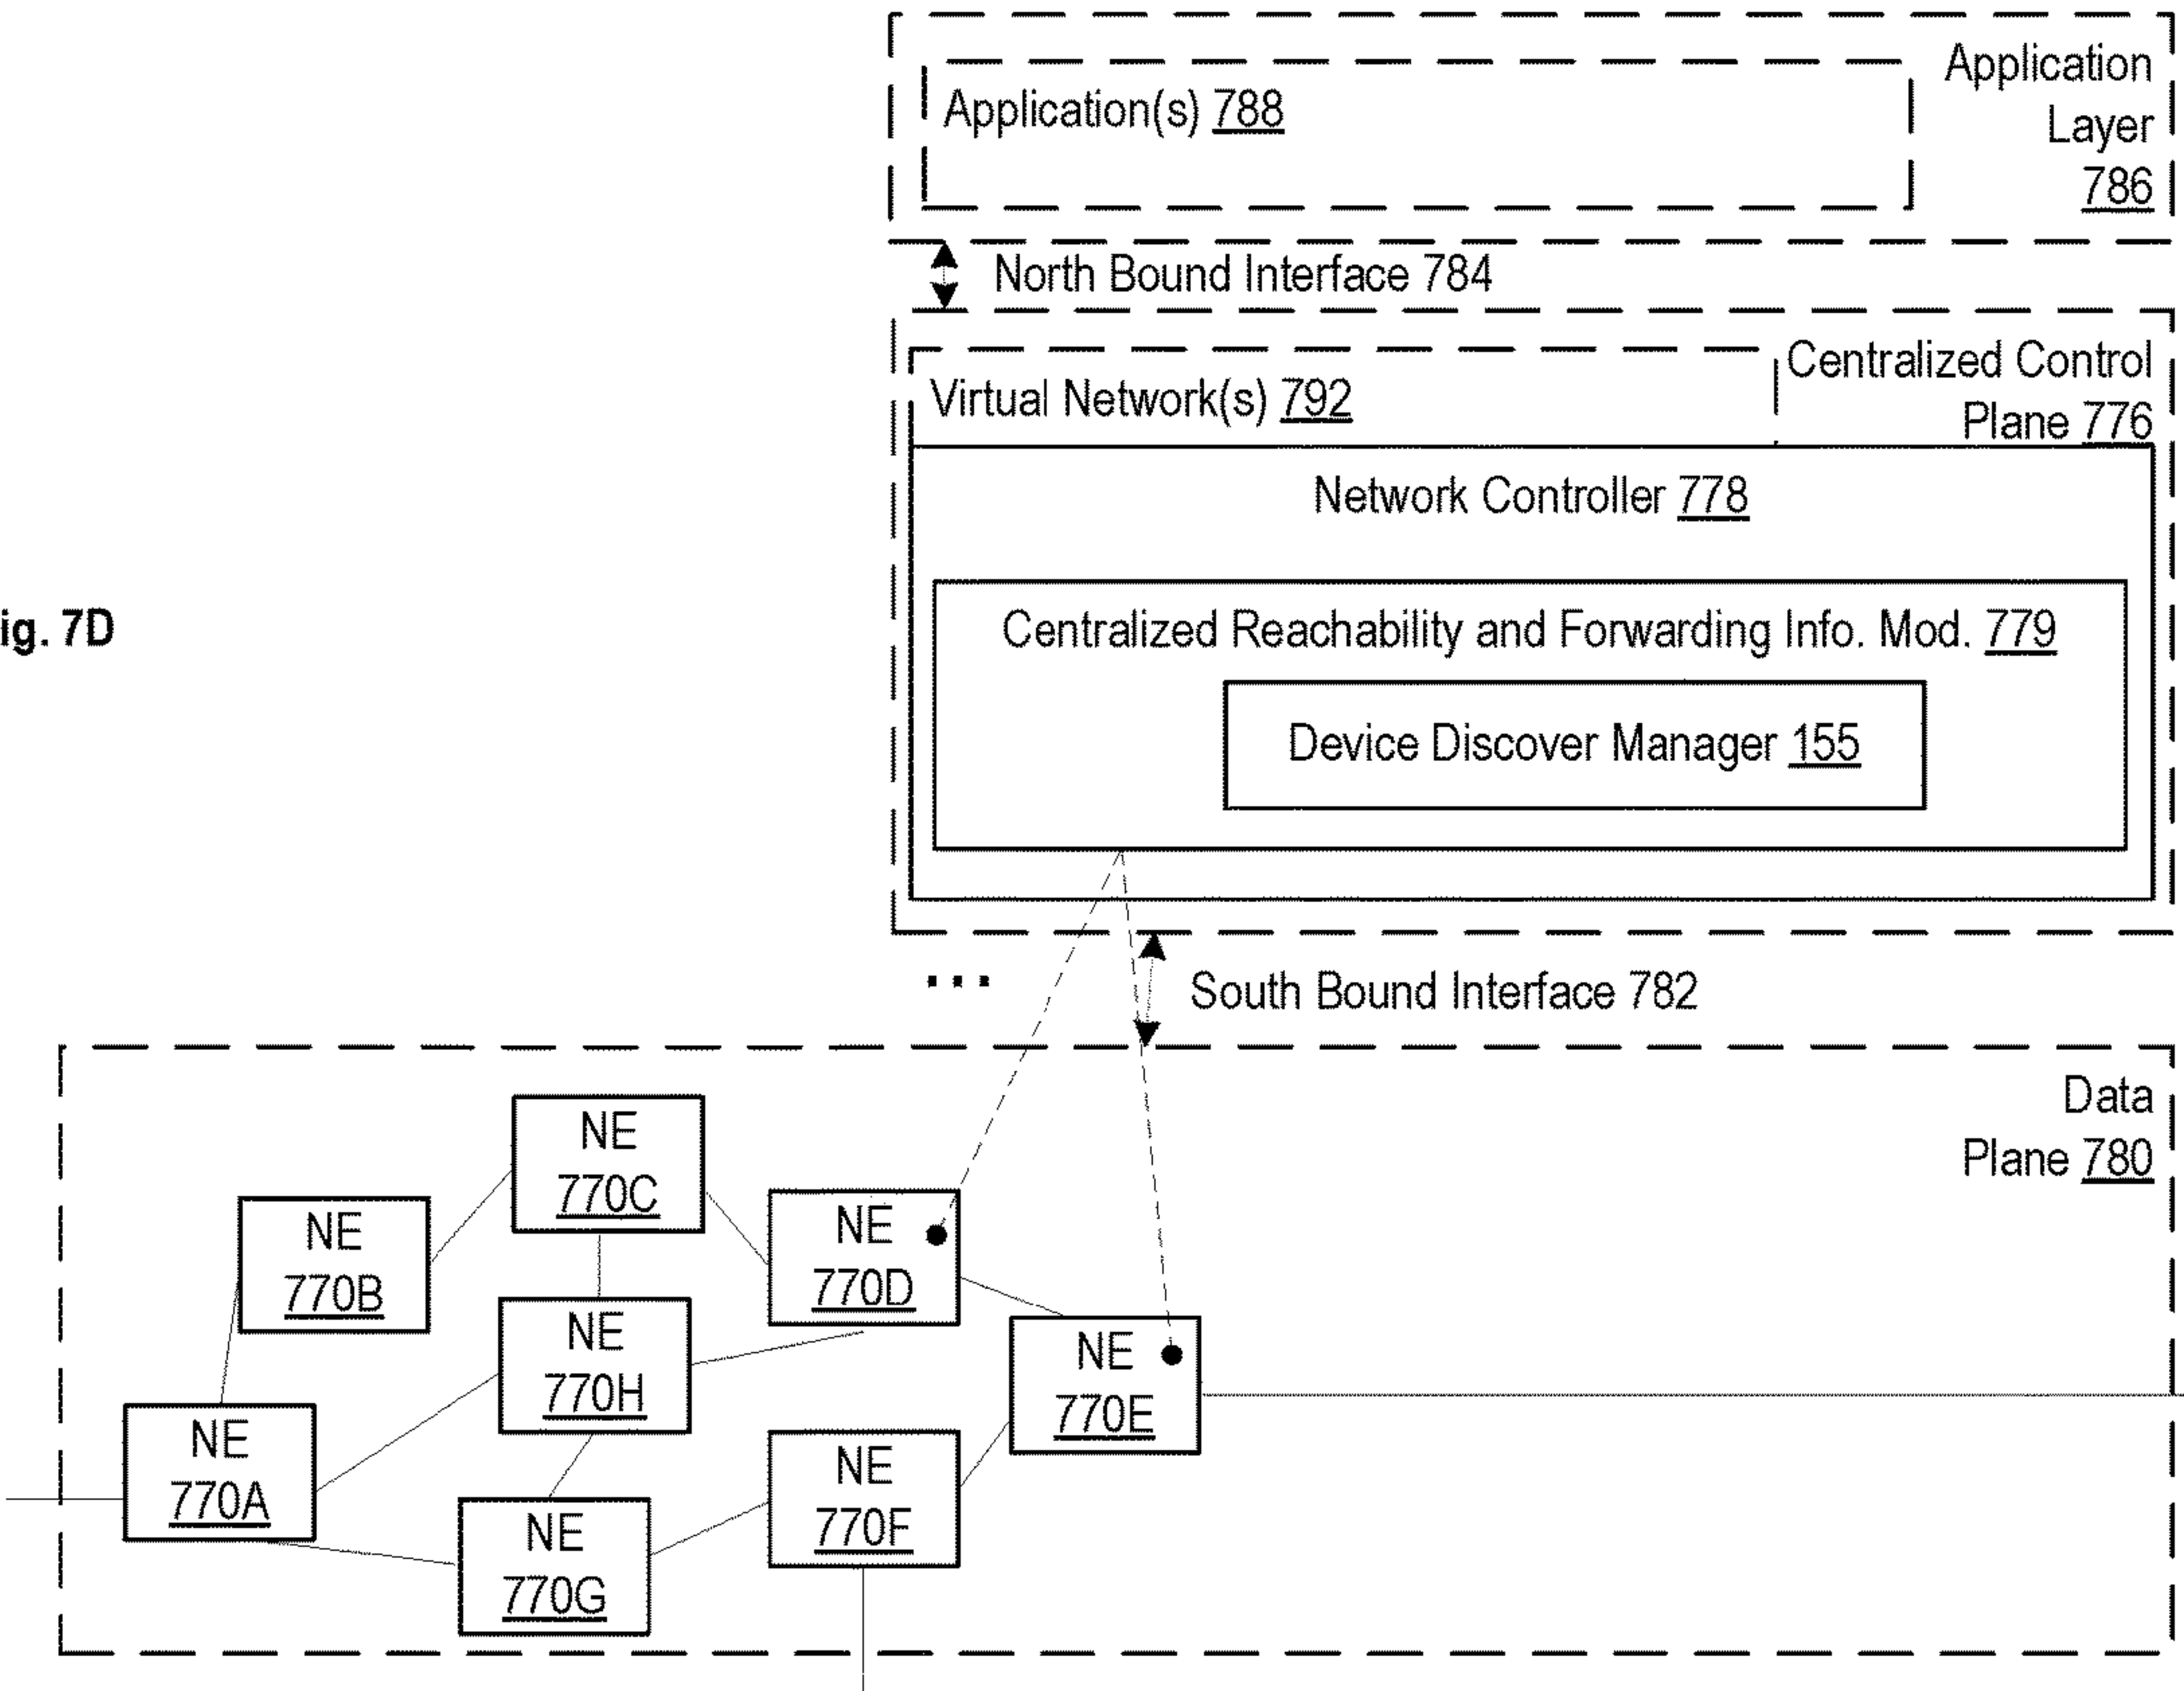 Application
Layer
786
Application(s) 788
North Bound Interface 784
Centralized Control
Plane 776
Virtual Network(s) 792
Network Controller 778
ig. 7D
Centralized Reachability and Forwarding Info. Mod. 779
Device Discover Manager 155
...
South Bound Interface 782
Data
Plane 780
NE
770C
NE
770B
NE
770D
NE
770H
NE
770E
NE
770A
NE
770F
NE
770G